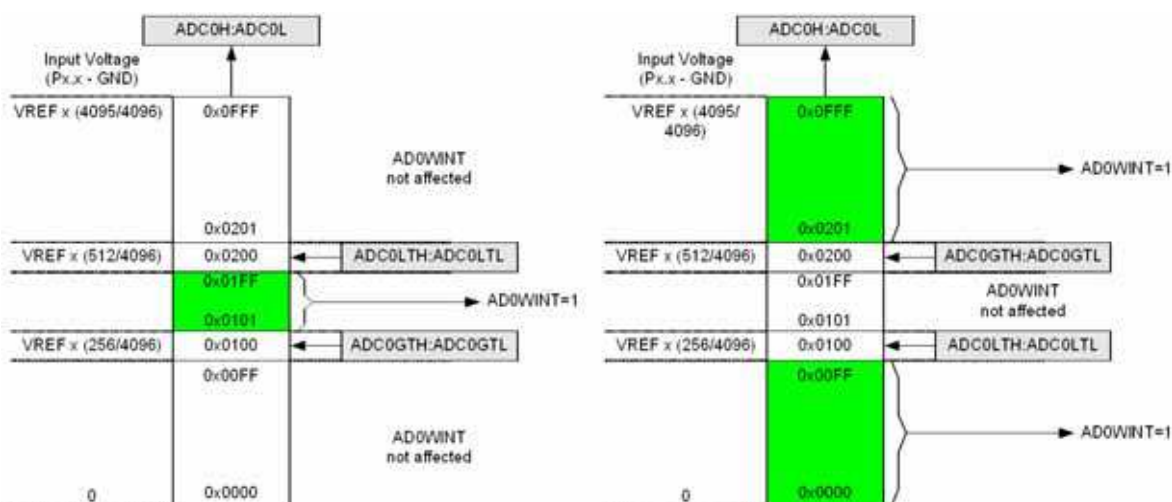 ADC0H:ADC0L
Input Voltage
(Px.x - GND)
VREF x (4095/4096)
0x0FFF
AD0WINT
not affected
0x0201
VREF x (512/4096)
0x0200
ADC0LTH:ADC0LTL
0x01FF
AD0WINT=1
0x0101
VREF x (256/4096)
0x0100
ADC0GTH:ADC0GTL
0x00FF
AD0WINT
not affected
0
0x0000
ADC0H:ADC0L
Input Voltage
(Px.x - GND)
VREF x (4095/
4096)
0x0FFF
AD0WINT=1
0x0201
VREF x (512/4096)
0x0200
ADC0GTH:ADC0GTL
0x01FF
AD0WINT
not affected
0x0101
VREF x (256/4096)
0x0100
ADC0LTH:ADC0LTL
0x00FF
AD0WINT=1
0
0x0000